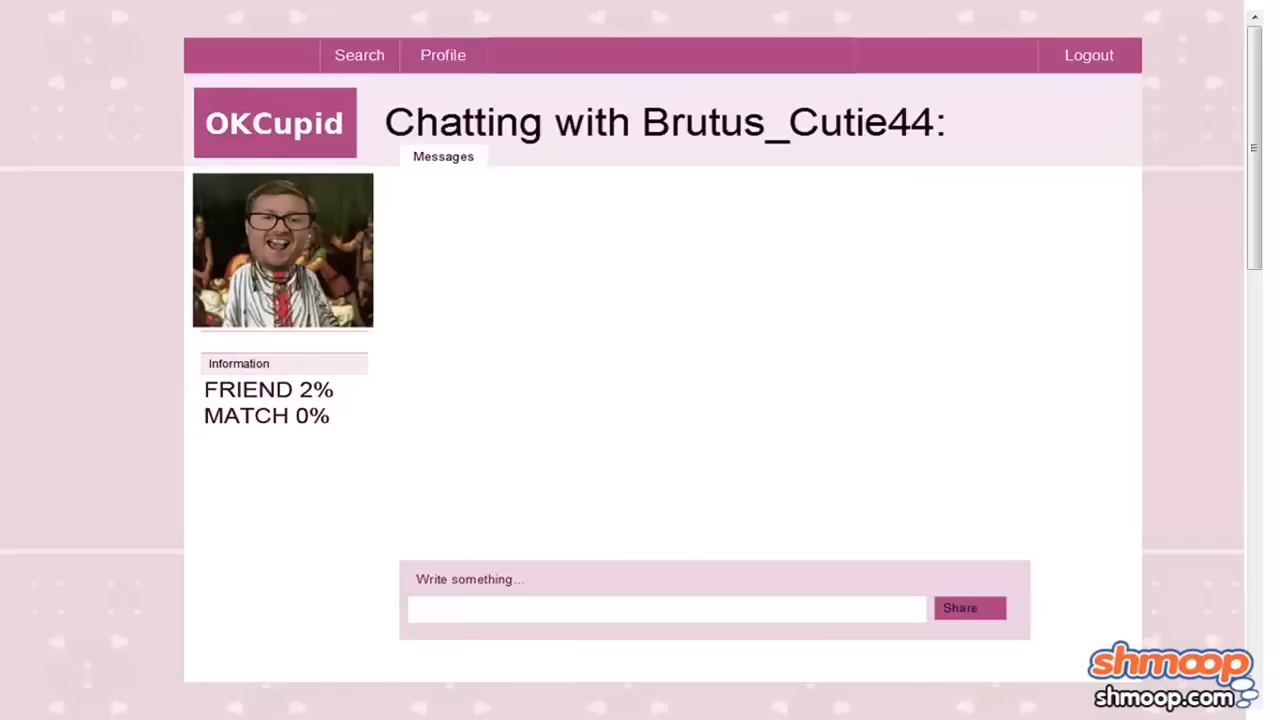 Search Profile Logout
OKCupid
Chatting with Brutus_Cutie44:
Messages
Information
FRIEND 2%
MATCH 0%
Write something...
Share
shmoop
shmoop.com